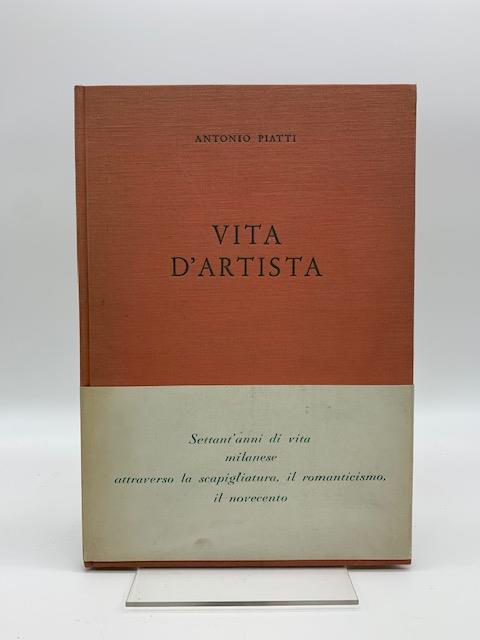 ANTONIO PIATTI
VITA
D'ARTISTA
Settant'anni di vita
milanese
attraverso la scapigliatura, il romanticismo,
il novecento